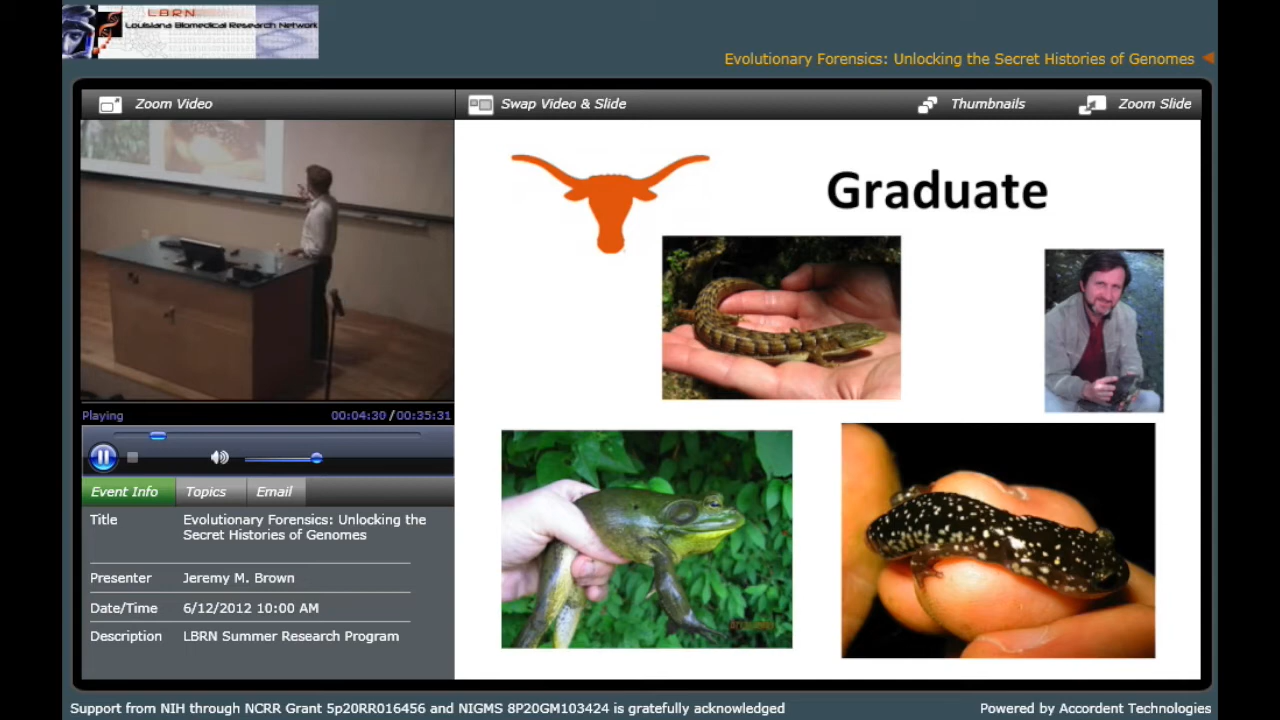 LBRN
Louisiana Biomedical Research Network
Evolutionary Forensics: Unlocking the Secret Histories of Genomes
Zoom Video
Swap Video & Slide
Thumbnails
Zoom Slide
Graduate
Playing
00:04:30 / 00:35:31
Event Info
Topics
Email
Title
Evolutionary Forensics: Unlocking the
Secret Histories of Genomes
Presenter
Jeremy M. Brown
Date/Time
6/12/2012 10:00 AM
Description
LBRN Summer Research Program
Support from NIH through NCRR Grant 5p20RR016456 and NIGMS 8P20GM103424 is gratefully acknowledged
Powered by Accordent Technologies